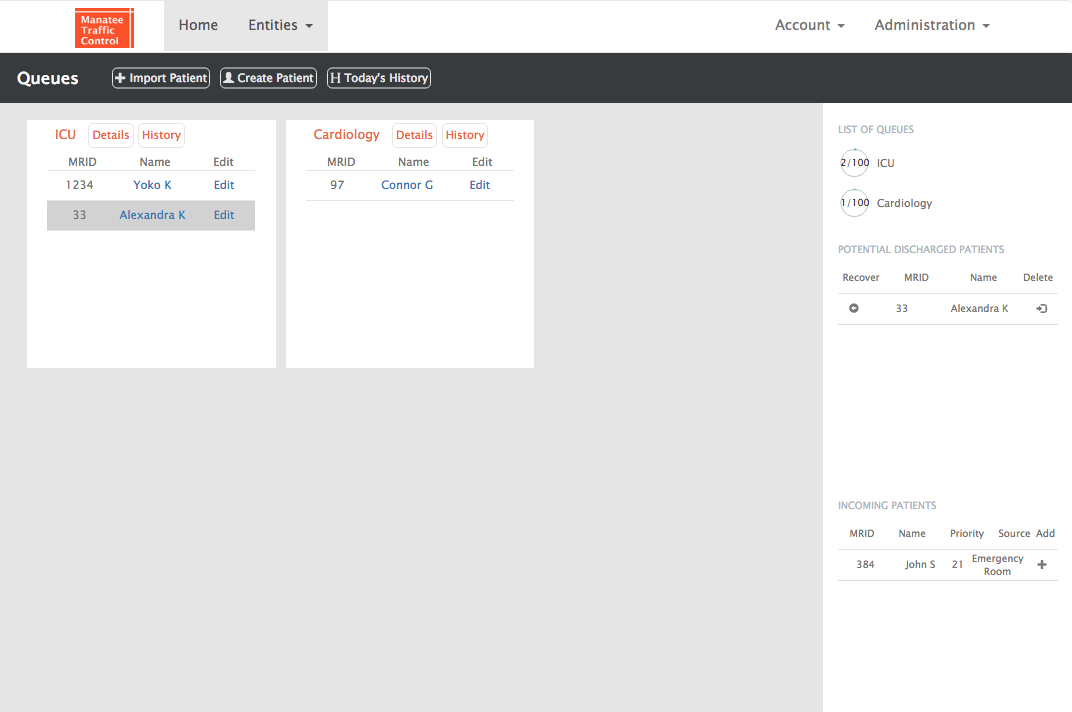 Manatee
Traffic
Control
Home Entities Account Administration
Queues Import Patient Create Patient H Today's History
ICU Details History
MRID Name Edit
1234 Yoko K Edit
33 Alexandra K Edit
Cardiology Details History
MRID Name Edit
97 Connor G Edit
LIST OF QUEUES
2/100 ICU
1/100 Cardiology
POTENTIAL DISCHARGED PATIENTS
Recover MRID Name Delete
33 Alexandra K
INCOMING PATIENTS
MRID Name Priority Source Add
384 John S 21 Emergency
Room